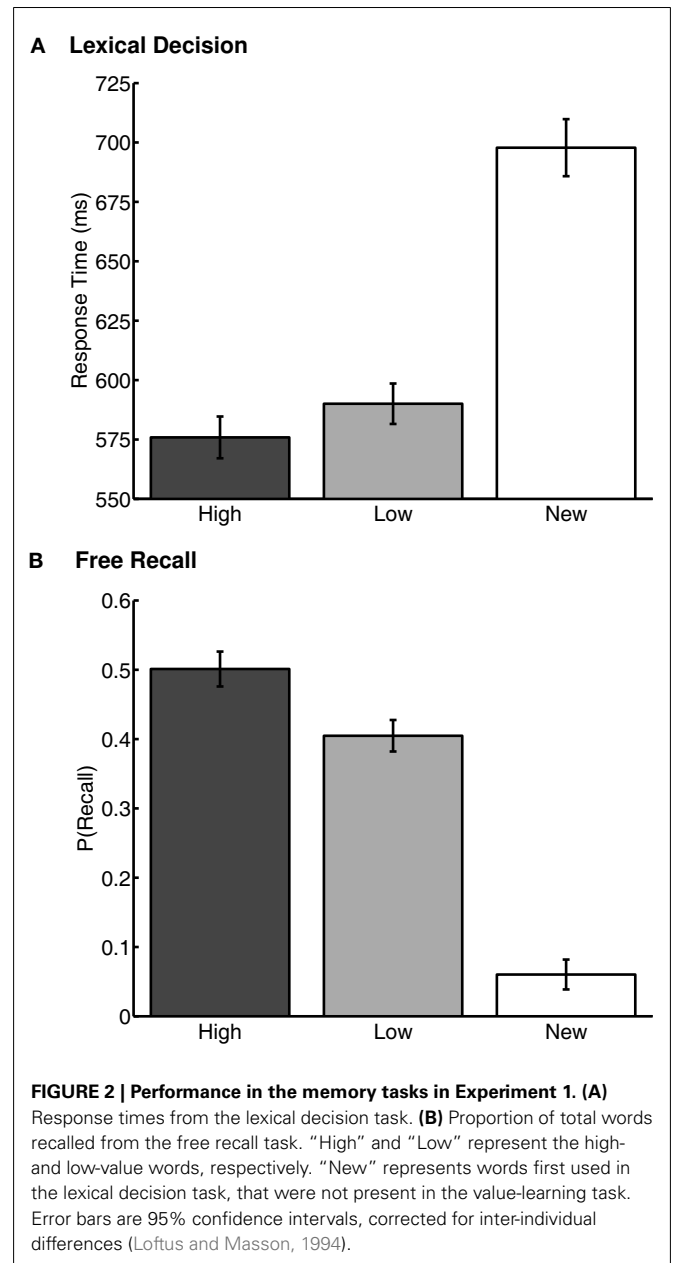 A Lexical Decision
725
700
675
650
625
600
575
550
Response Time (ms)
High Low New
B Free Recall
0.6
0.5
0.4
0.3
0.2
0.1
0
P(Recall)
High Low New
FIGURE 2 | Performance in the memory tasks in Experiment 1. (A)
Response times from the lexical decision task. (B) Proportion of total words
recalled from the free recall task. “High” and “Low” represent the high-
and low-value words, respectively. “New” represents words first used in
the lexical decision task, that were not present in the value-learning task.
Error bars are 95% confidence intervals, corrected for inter-individual
differences (Loftus and Masson, 1994).